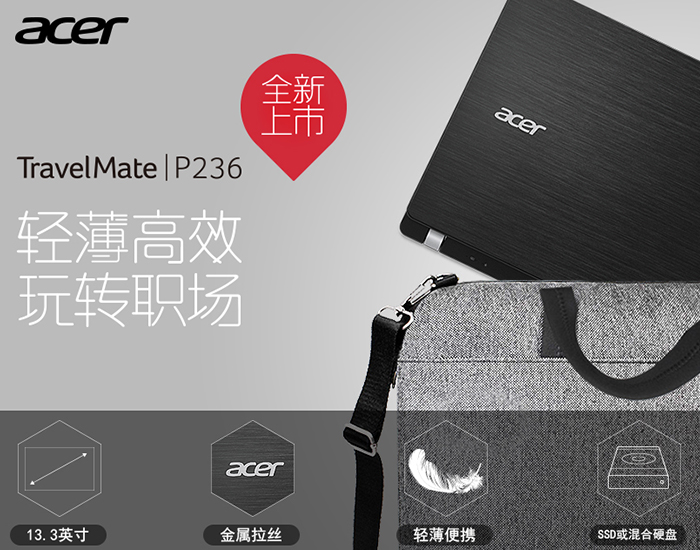 acer
全新
上市
acer
TravelMate|P236
轻薄高效
玩转职场
acer
13.3英寸
金属拉丝
轻薄便携
SSD或混合硬盘